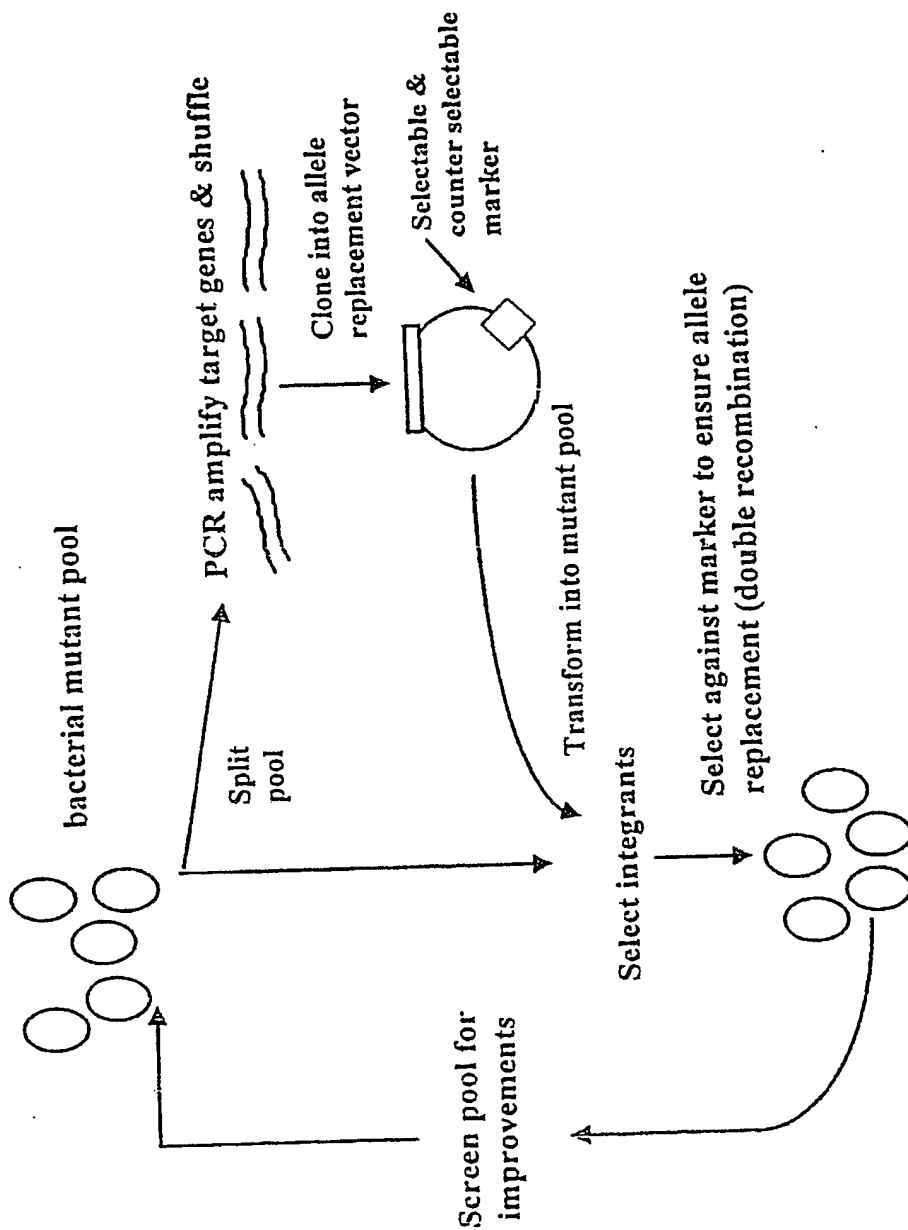 bacterial mutant pool
Split
pool
PCR amplify target genes & shuffle
Clone into allele
replacement vector
Selectable &
counter selectable
marker
Transform into mutant pool
Select integrants
Select against marker to ensure allele
replacement (double recombination)
Screen pool for
improvements